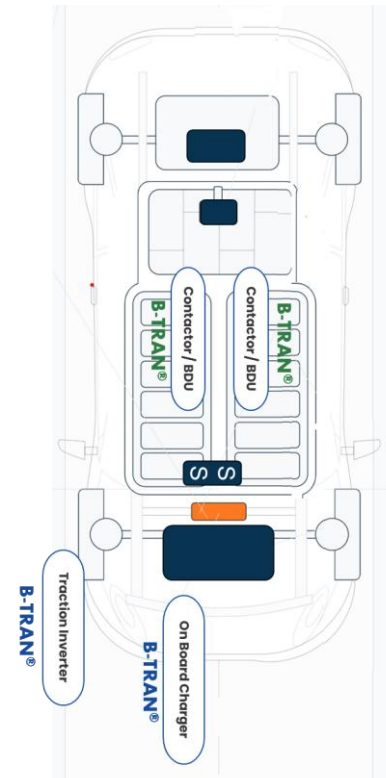 Contactor / BDU
B-TRAN®
Contactor / BDU
B-TRAN®
S
S
Traction Inverter
B-TRAN®
On Board Charger
B-TRAN®